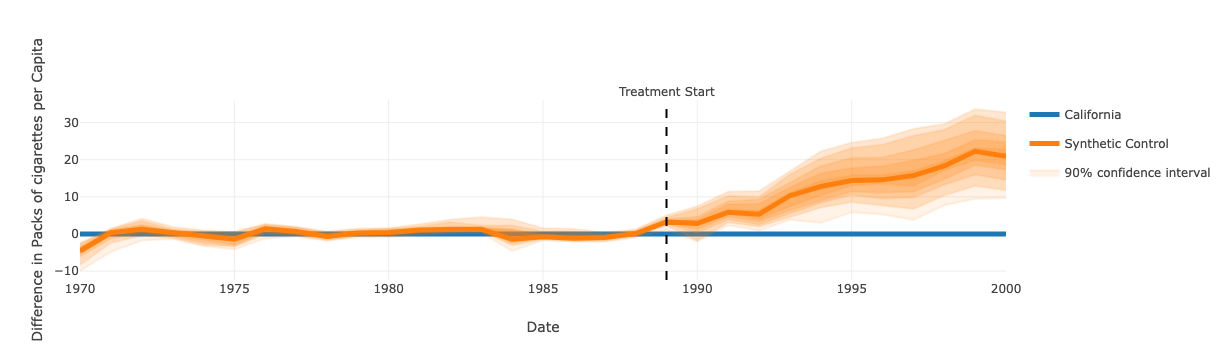 Difference in Packs of cigarettes per Capita
Treatment Start
30
20
10
0
−10
1970
1975
1980
1985
1990
1995
2000
Date
California
Synthetic Control
90% confidence interval